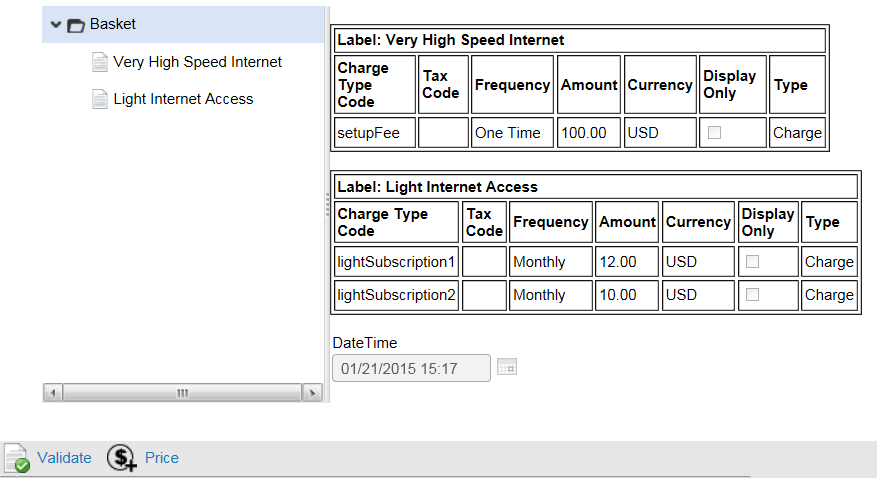 Basket
Very High Speed Internet
Light Internet Access
Label: Very High Speed Internet
Charge Type Code Tax Code Frequency Amount Currency Display Only Type
setupFee One Time 100.00 USD Charge
Label: Light Internet Access
Charge Type Code Tax Code Frequency Amount Currency Display Only Type
lightSubscription1 Monthly 12.00 USD Charge
lightSubscription2 Monthly 10.00 USD Charge
DateTime
01/21/2015 15:17
Validate Price